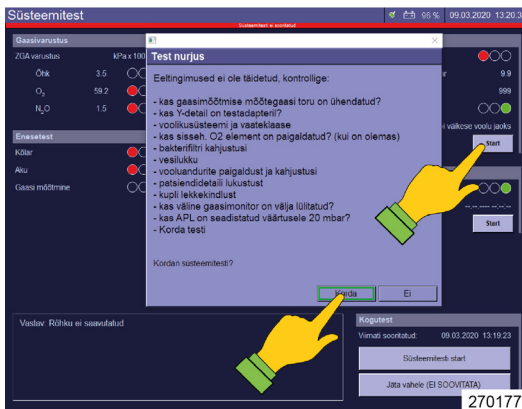 Süsteemitest
96 %
09.03.2020 13:20:3
Süsteemitest ei sooritatud
Gaasivarustus
ZGA varustus kPa x 100
Õhk 3.5
O₂ 59.2
N₂O 1.5
Enesetest
Kõlar
Aku
Gaasi mõõtmine
Test nurjus
Eeltingimused ei ole täidetud, kontrollige:
- kas gaasimõõtmise mõõtegaasi toru on ühendatud?
- kas Y-detail on testadapteril?
- voolikusüsteemi ja vaateklaase
- kas sisseh. O2 element on paigaldatud? (kui on olemas)
- bakterifiltri kahjustusi
- vesilukku
- vooluandurite paigaldust ja kahjustusi
- patsiendidetaili lukustust
- kupli lekkekindlust
- kas väline gaasimonitor on välja lülitatud?
- kas APL on seadistatud väärtusele 20 mbar?
- Korda testi
Kordan süsteemitesti?
Korda Ei
9.9
999
i väikese voolu jaoks
Start
--.--.---- --:--
Start
Vastav. Rõhku ei saavutatud
Kogutest
Viimati sooritatud: 09.03.2020 13:19:23
Süsteemitesti start
Jäta vahele (EI SOOVITATA)
270177